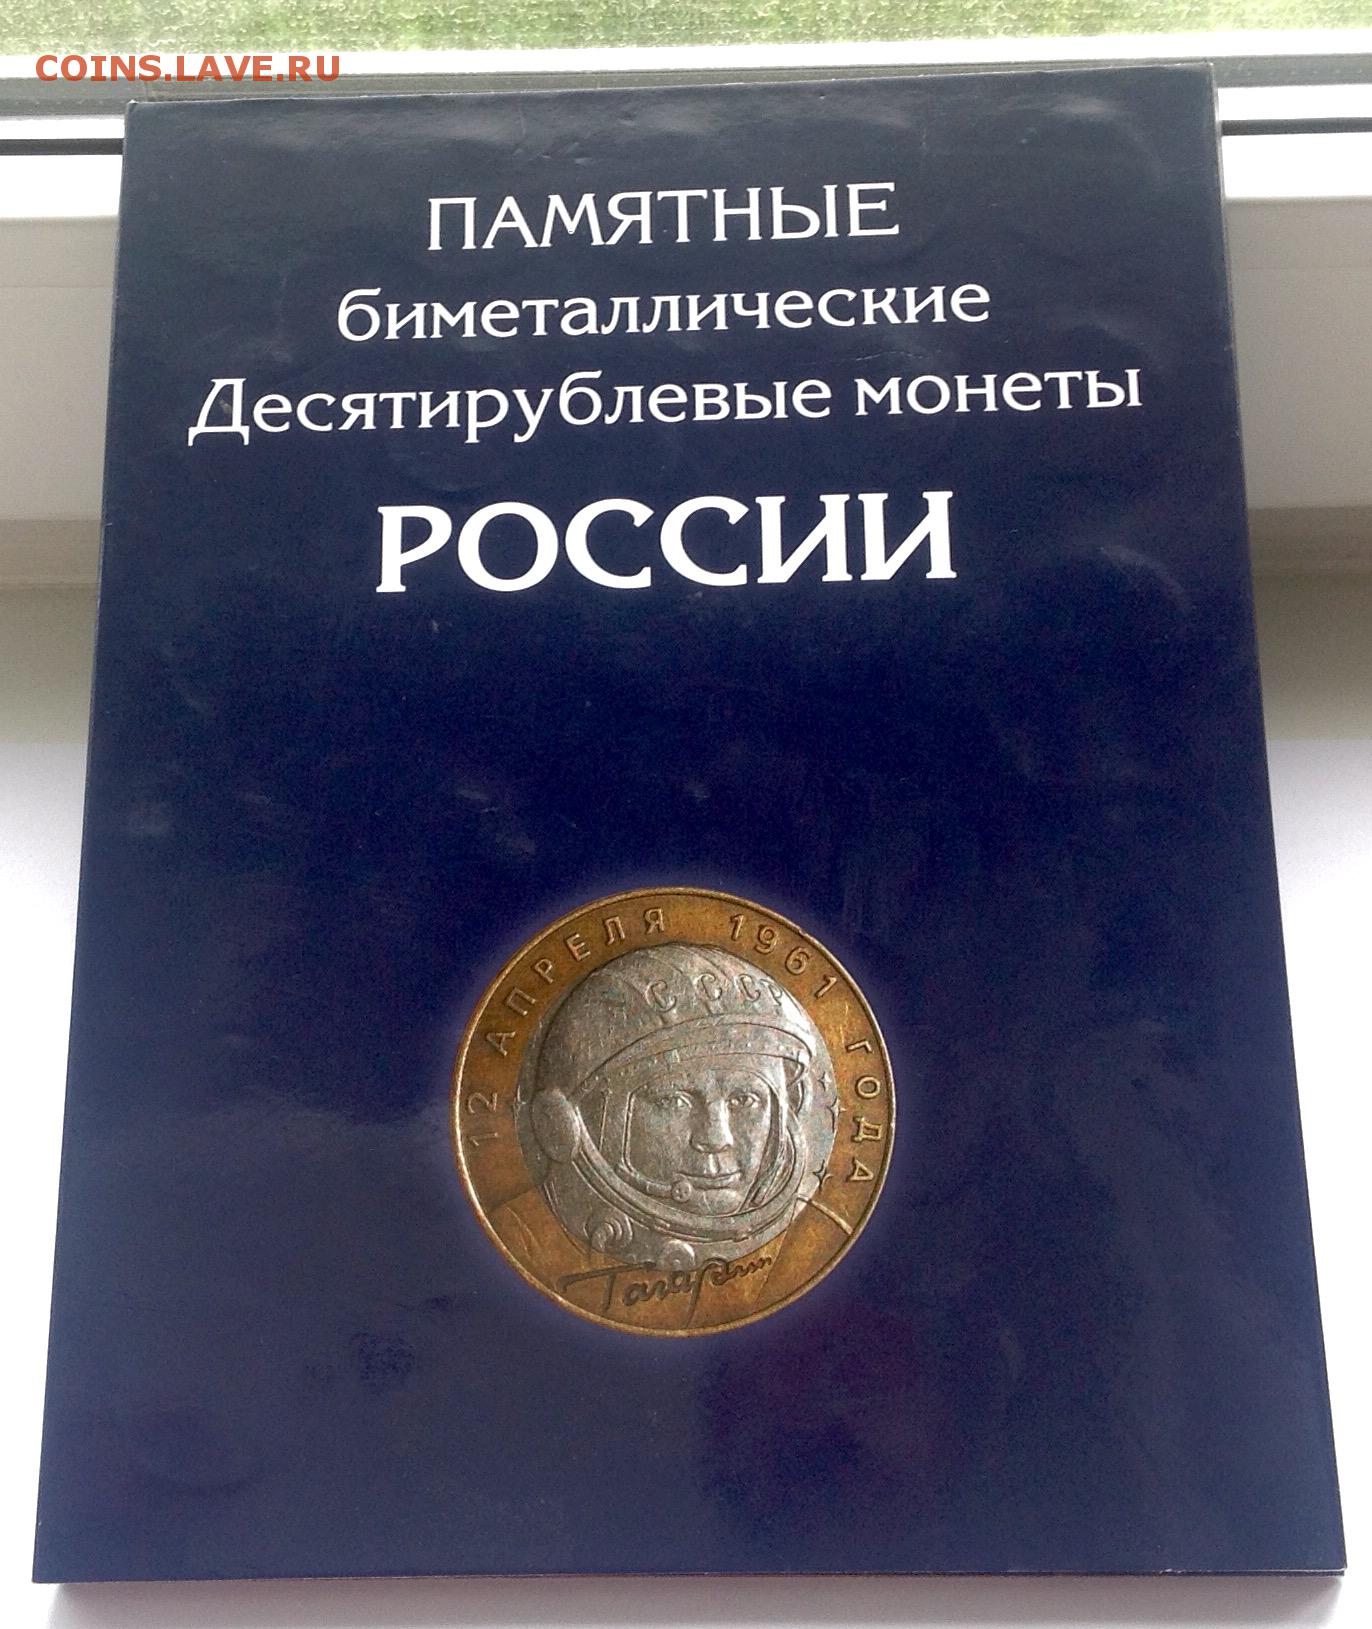 COINS.LAVE.RU
ПАМЯТНЫЕ
биметаллические
Десятирублевые монеты
РОССИИ
12 АПРЕЛЯ 1961 ГОДА
СССР
Гагарин